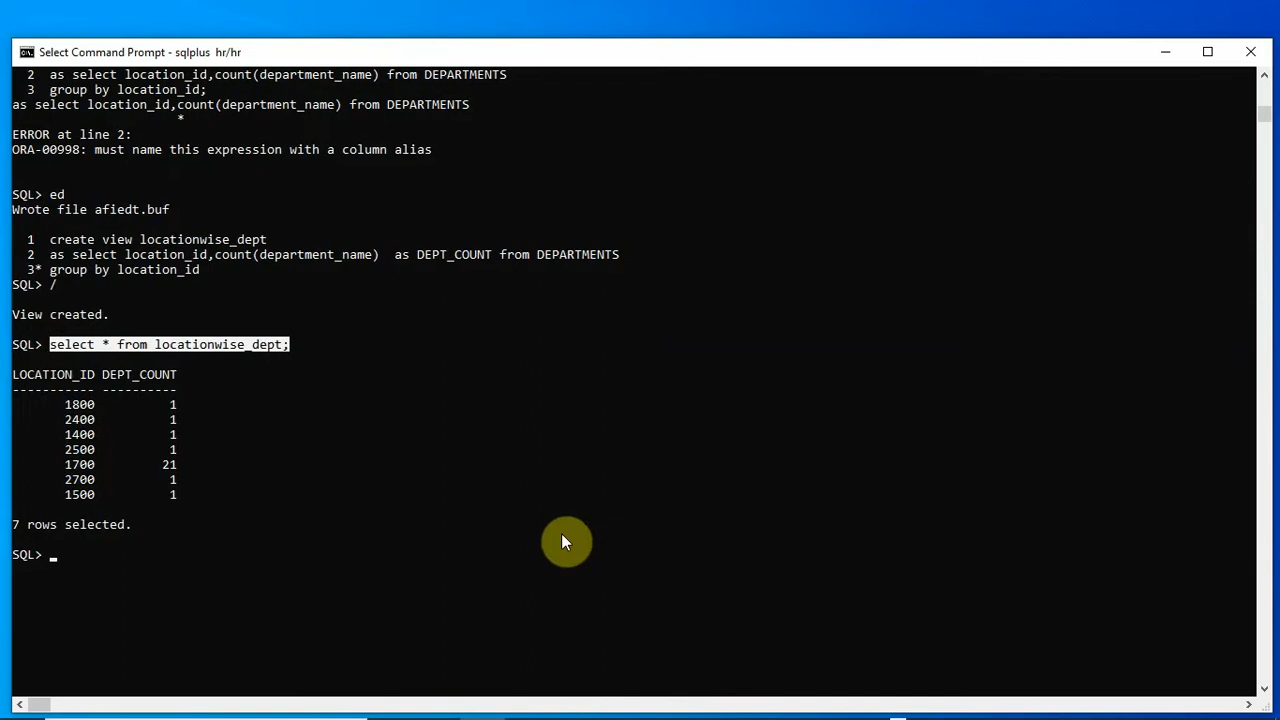 Select Command Prompt - sqlplus hr/hr
2 as select location_id,count(department_name) from DEPARTMENTS
3 group by location_id;
as select location_id,count(department_name) from DEPARTMENTS
*
ERROR at line 2:
ORA-00998: must name this expression with a column alias
SQL> ed
Wrote file afiedt.buf
1 create view locationwise_dept
2 as select location_id,count(department_name)  as DEPT_COUNT from DEPARTMENTS
3* group by location_id
SQL> /
View created.
SQL> select * from locationwise_dept;
LOCATION_ID DEPT_COUNT
----------- ----------
1800 1
2400 1
1400 1
2500 1
1700 21
2700 1
1500 1
7 rows selected.
SQL> _